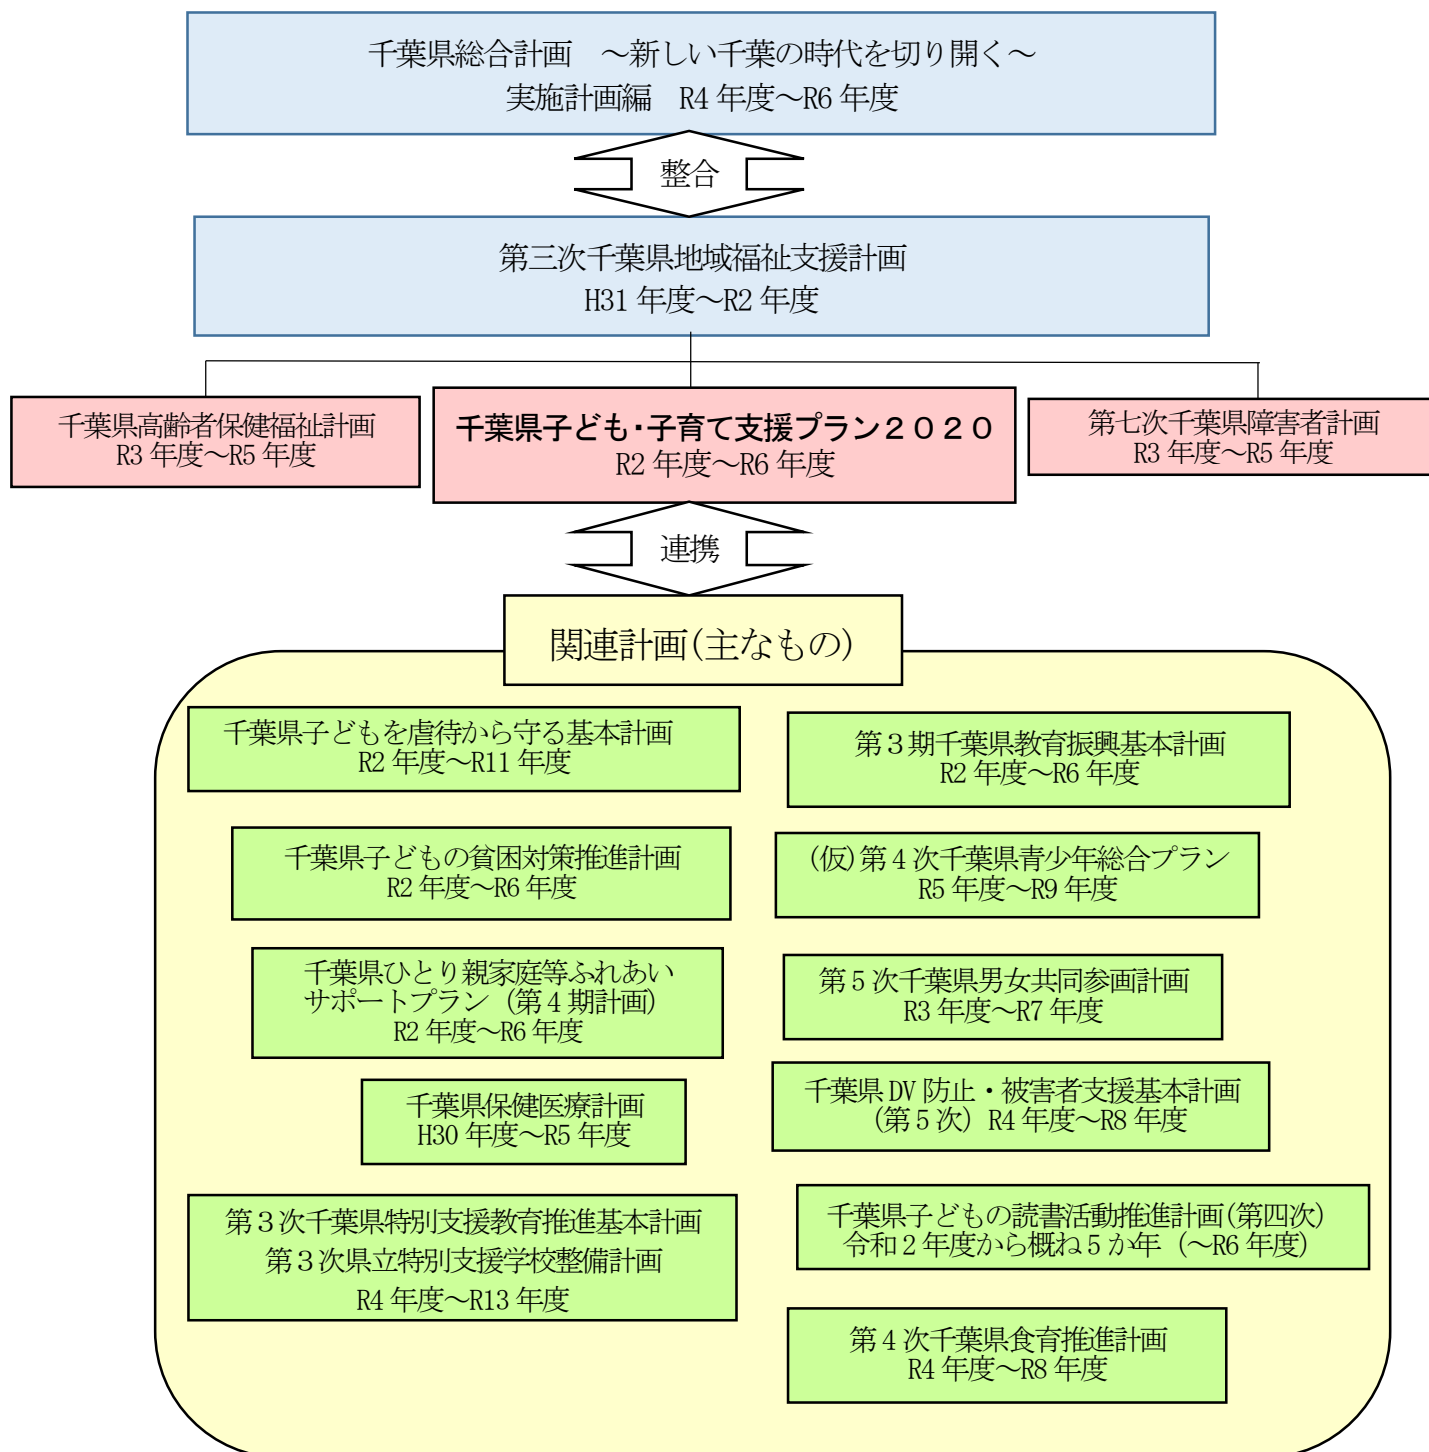 千葉県総合計画　～新しい千葉の時代を切り開く～
実施計画編　R4 年度～R6 年度
整合
第三次千葉県地域福祉支援計画
H31 年度～R2 年度
千葉県高齢者保健福祉計画
R3 年度～R5 年度
千葉県子ども・子育て支援プラン２０２０
R2 年度～R6 年度
第七次千葉県障害者計画
R3 年度～R5 年度
連携
関連計画(主なもの)
千葉県子どもを虐待から守る基本計画
R2 年度～R11 年度
第３期千葉県教育振興基本計画
R2 年度～R6 年度
千葉県子どもの貧困対策推進計画
R2 年度～R6 年度
(仮)第４次千葉県青少年総合プラン
R5 年度～R9 年度
千葉県ひとり親家庭等ふれあい
サポートプラン（第４期計画）
R2 年度～R6 年度
第５次千葉県男女共同参画計画
R3 年度～R7 年度
千葉県保健医療計画
H30 年度～R5 年度
千葉県 DV 防止・被害者支援基本計画
（第５次）R4 年度～R8 年度
第３次千葉県特別支援教育推進基本計画
第３次県立特別支援学校整備計画
R4 年度～R13 年度
千葉県子どもの読書活動推進計画(第四次)
令和２年度から概ね５か年（～R6 年度）
第４次千葉県食育推進計画
R4 年度～R8 年度